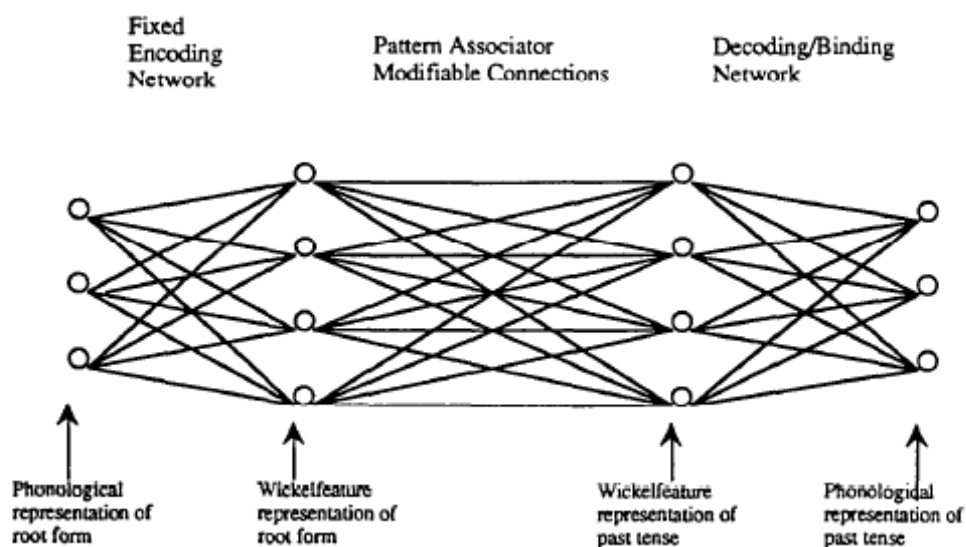 Fixed
Encoding
Network
Pattern Associator
Modifiable Connections
Decoding/Binding
Network
Phonological
representation of
root form
Wickelfeature
representation of
root form
Wickelfeature
representation of
past tense
Phonological
representation of
past tense